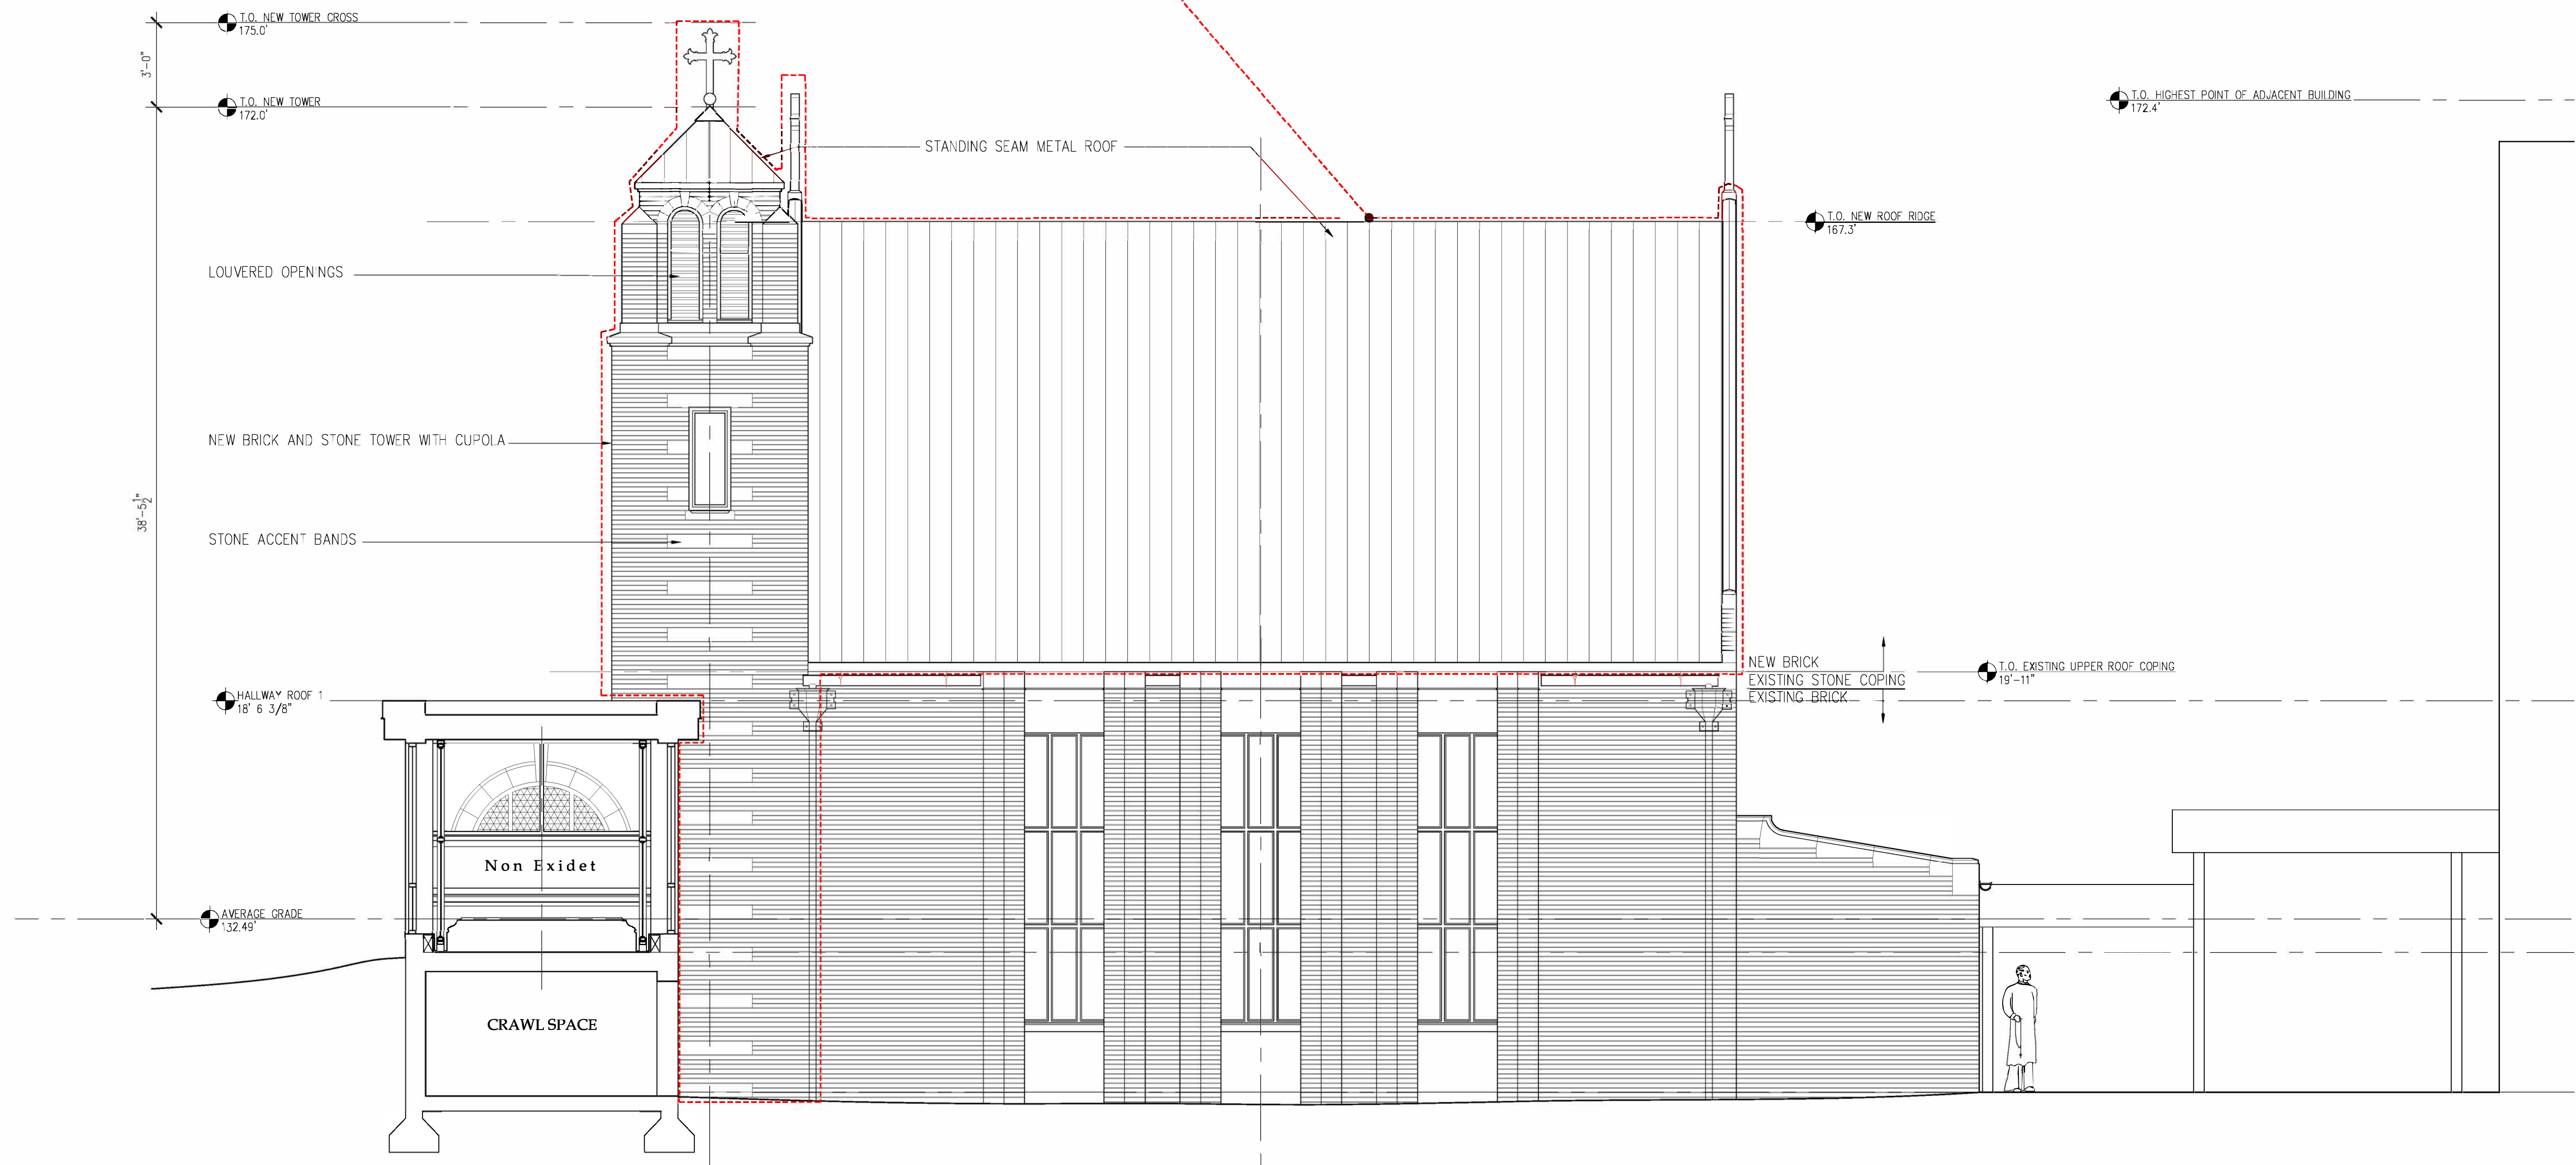 T.O. NEW TOWER CROSS
175.0'
3'-0"
T.O. NEW TOWER
172.0'
T.O. HIGHEST POINT OF ADJACENT BUILDING
172.4'
STANDING SEAM METAL ROOF
T.O. NEW ROOF RIDGE
167.3'
LOUVERED OPENINGS
NEW BRICK AND STONE TOWER WITH CUPOLA
38'-5 1/2"
STONE ACCENT BANDS
NEW BRICK
T.O. EXISTING UPPER ROOF COPING
19'-11"
EXISTING STONE COPING
EXISTING BRICK
HALLWAY ROOF 1
18' 6 3/8"
Non Exidet
AVERAGE GRADE
132.49'
CRAWL SPACE